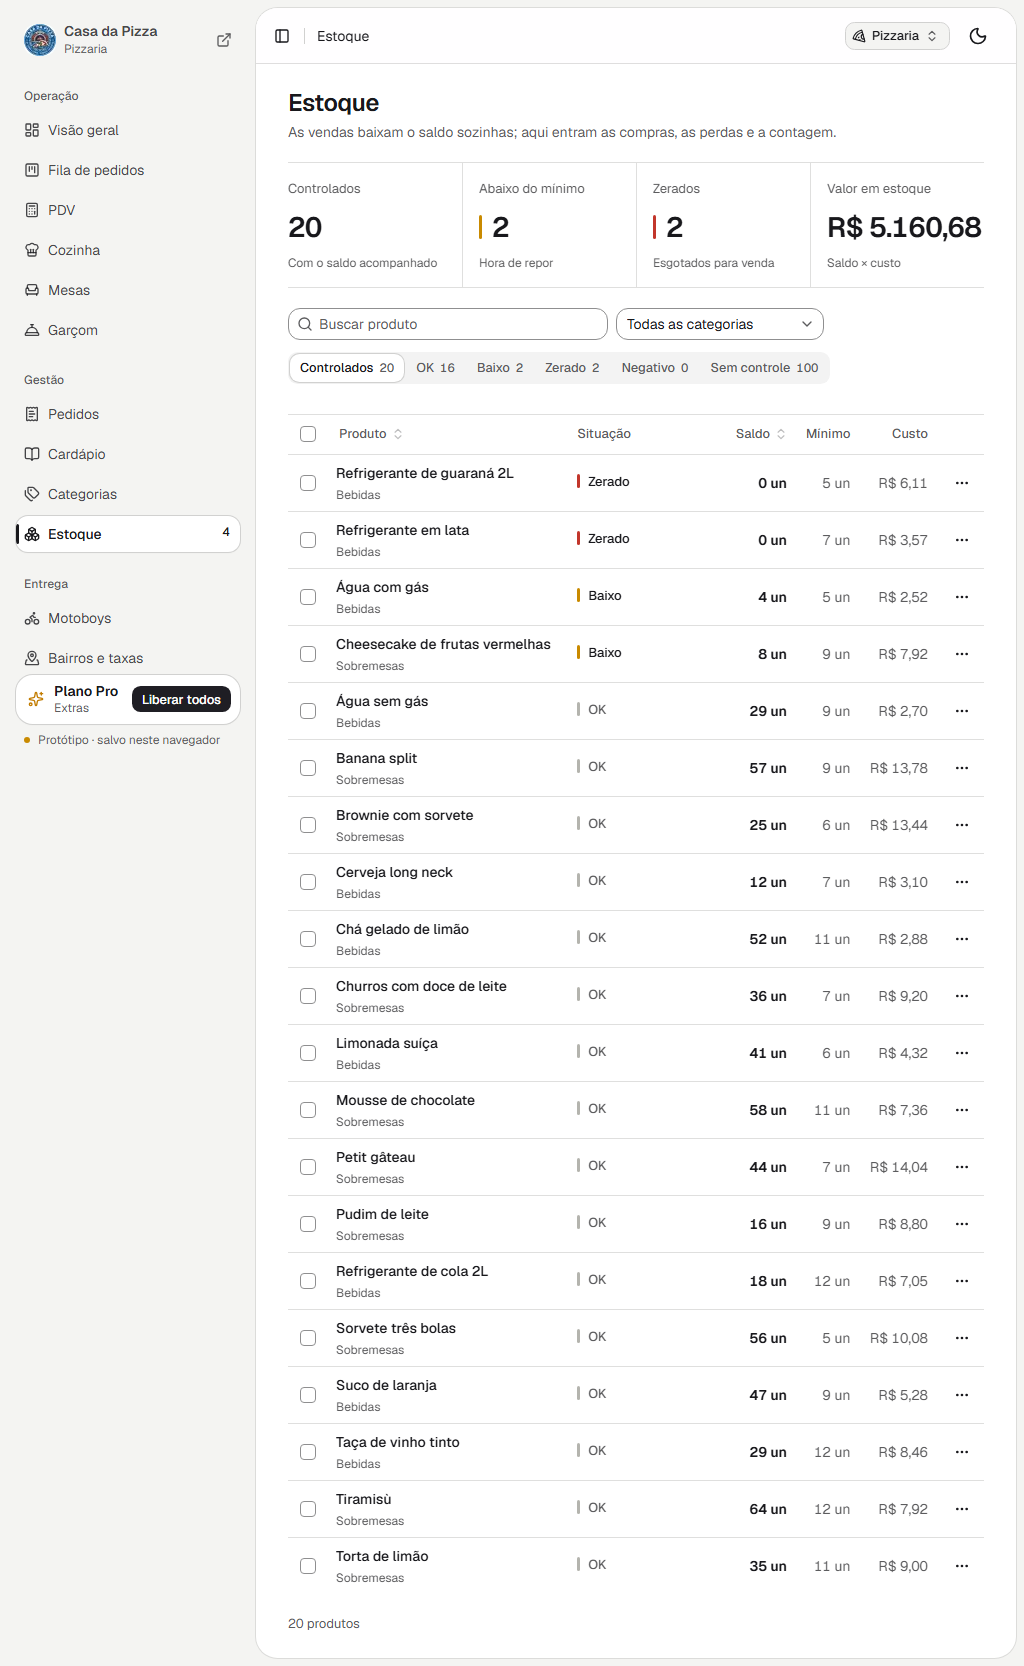 Casa da Pizza
Pizzaria
Operação
Visão geral
Fila de pedidos
PDV
Cozinha
Mesas
Garçom
Gestão
Pedidos
Cardápio
Categorias
Estoque 4
Entrega
Motoboys
Bairros e taxas
Plano Pro
Extras
Liberar todos
Protótipo · salvo neste navegador
Estoque
Pizzaria
Estoque
As vendas baixam o saldo sozinhas; aqui entram as compras, as perdas e a contagem.
Controlados
20
Com o saldo acompanhado
Abaixo do mínimo
2
Hora de repor
Zerados
2
Esgotados para venda
Valor em estoque
R$ 5.160,68
Saldo × custo
Buscar produto
Todas as categorias
Controlados 20 OK 16 Baixo 2 Zerado 2 Negativo 0 Sem controle 100
Produto Situação Saldo Mínimo Custo
Refrigerante de guaraná 2L
Bebidas
Zerado 0 un 5 un R$ 6,11
Refrigerante em lata
Bebidas
Zerado 0 un 7 un R$ 3,57
Água com gás
Bebidas
Baixo 4 un 5 un R$ 2,52
Cheesecake de frutas vermelhas
Sobremesas
Baixo 8 un 9 un R$ 7,92
Água sem gás
Bebidas
OK 29 un 9 un R$ 2,70
Banana split
Sobremesas
OK 57 un 9 un R$ 13,78
Brownie com sorvete
Sobremesas
OK 25 un 6 un R$ 13,44
Cerveja long neck
Bebidas
OK 12 un 7 un R$ 3,10
Chá gelado de limão
Bebidas
OK 52 un 11 un R$ 2,88
Churros com doce de leite
Sobremesas
OK 36 un 7 un R$ 9,20
Limonada suíça
Bebidas
OK 41 un 6 un R$ 4,32
Mousse de chocolate
Sobremesas
OK 58 un 11 un R$ 7,36
Petit gâteau
Sobremesas
OK 44 un 7 un R$ 14,04
Pudim de leite
Sobremesas
OK 16 un 9 un R$ 8,80
Refrigerante de cola 2L
Bebidas
OK 18 un 12 un R$ 7,05
Sorvete três bolas
Sobremesas
OK 56 un 5 un R$ 10,08
Suco de laranja
Bebidas
OK 47 un 9 un R$ 5,28
Taça de vinho tinto
Bebidas
OK 29 un 12 un R$ 8,46
Tiramisù
Sobremesas
OK 64 un 12 un R$ 7,92
Torta de limão
Sobremesas
OK 35 un 11 un R$ 9,00
20 produtos